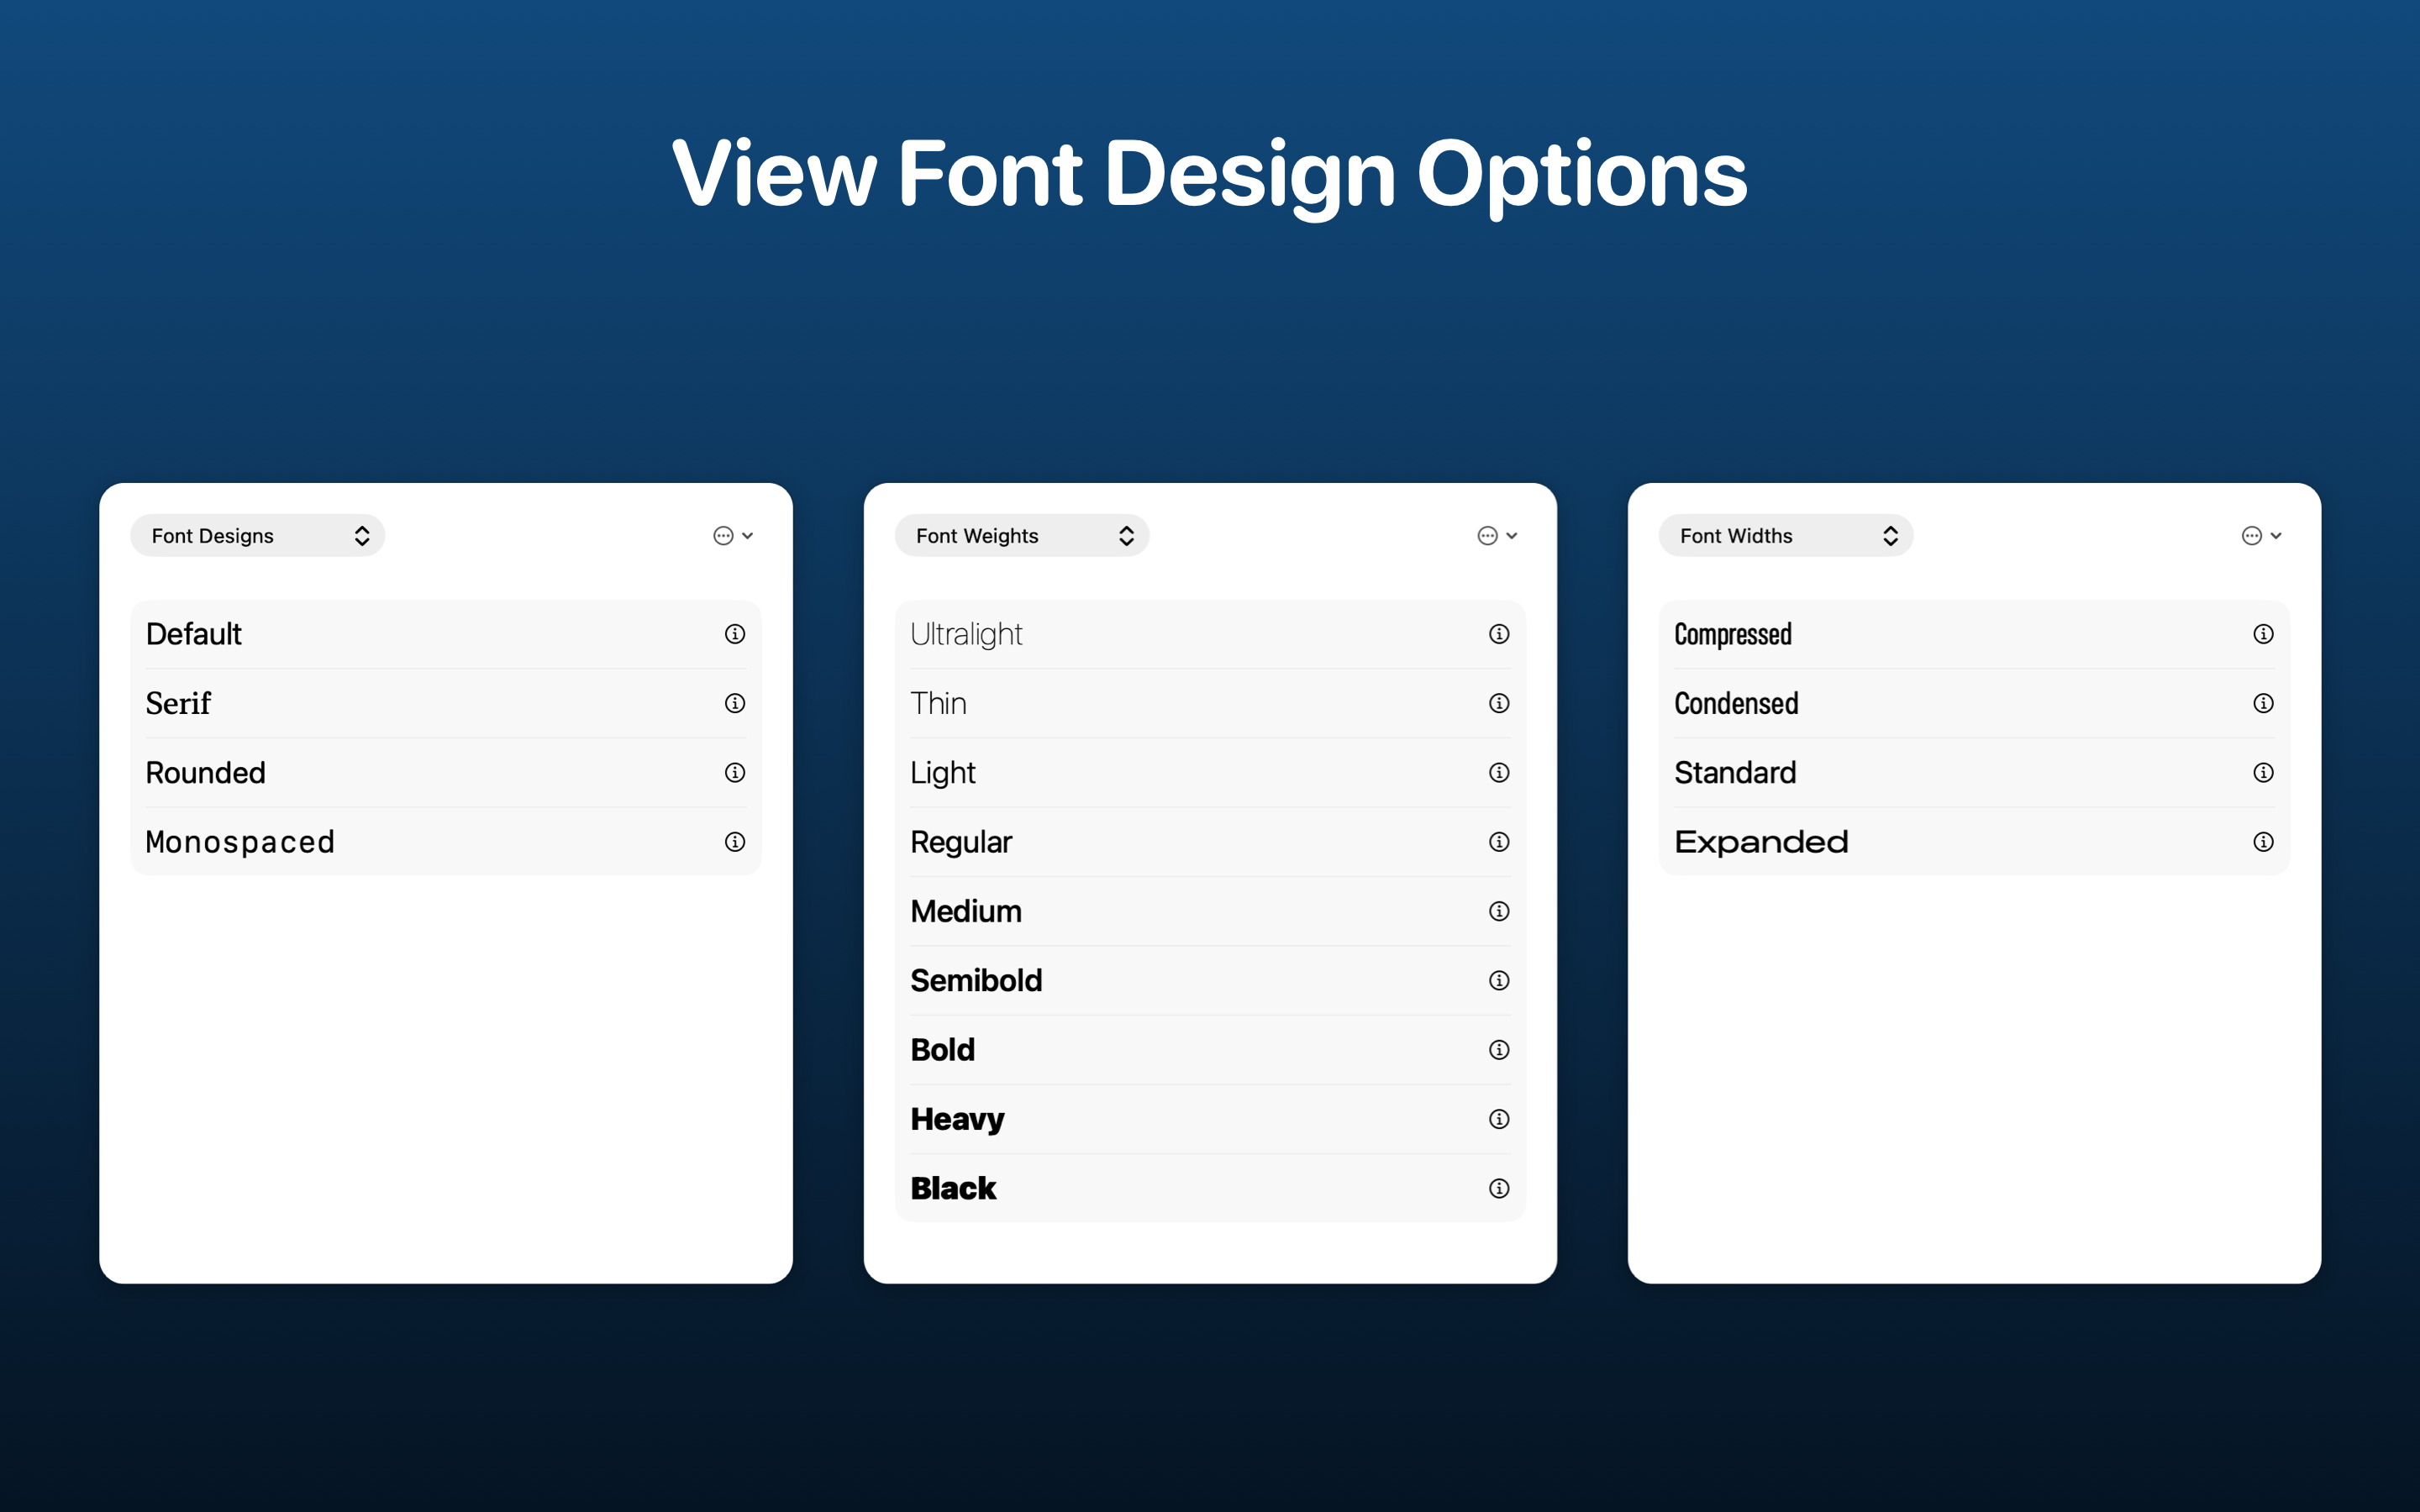 View Font Design Options
Font Designs
Default
Serif
Rounded
Monospaced
Font Weights
Ultralight
Thin
Light
Regular
Medium
Semibold
Bold
Heavy
Black
Font Widths
Compressed
Condensed
Standard
Expanded